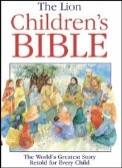 The Lion
Children's
BIBLE
The World's Greatest Story
Retold for Every Child